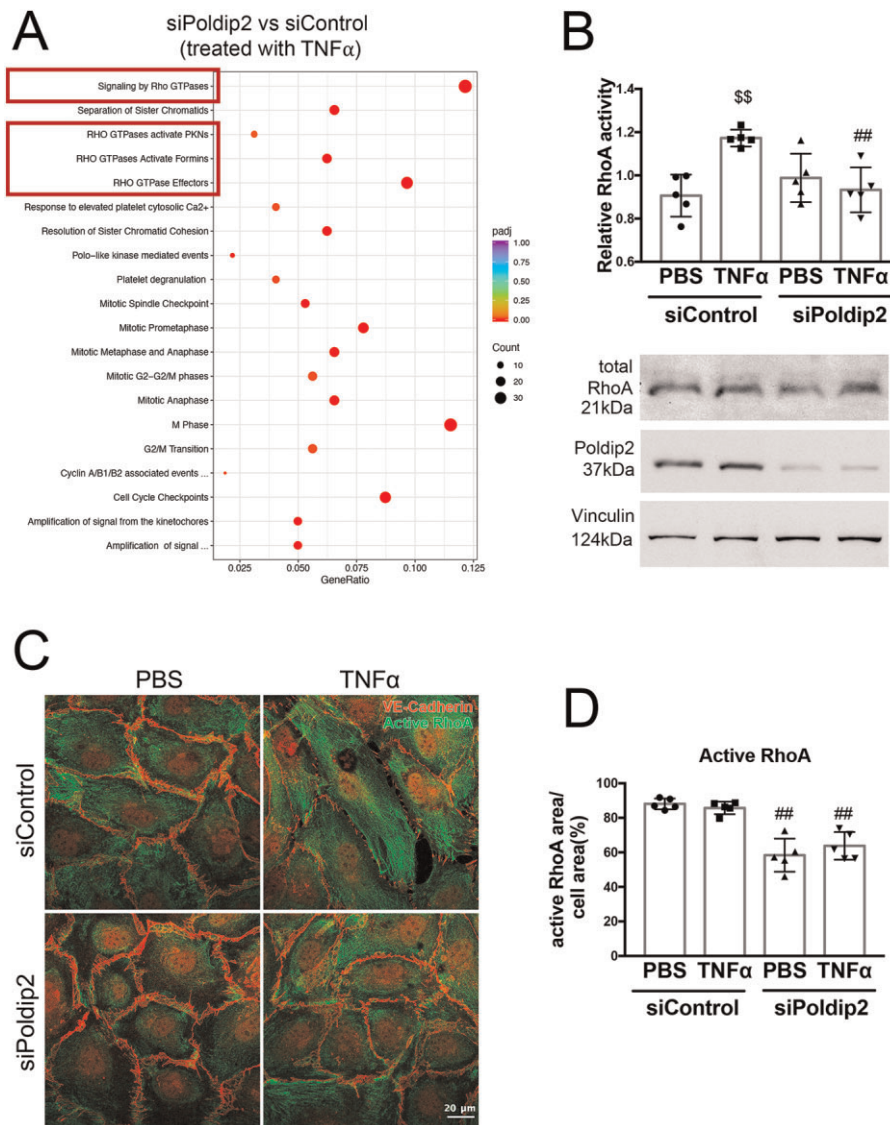 A
siPoldip2 vs siControl
(treated with TNFα)
Signaling by Rho GTPases
Separation of Sister Chromatids
RHO GTPases activate PKNs
RHO GTPases Activate Formins
RHO GTPase Effectors
Response to elevated platelet cytosolic Ca2+
Resolution of Sister Chromatid Cohesion
Polo-like kinase mediated events
Platelet degranulation
Mitotic Spindle Checkpoint
Mitotic Prometaphase
Mitotic Metaphase and Anaphase
Mitotic G2-G2/M phases
Mitotic Anaphase
M Phase
G2/M Transition
Cyclin A/B1/B2 associated events ...
Cell Cycle Checkpoints
Amplification of signal from the kinetochores
Amplification of signal ...
0.025 0.050 0.075 0.100 0.125
GeneRatio
padj
1.00
0.75
0.50
0.25
0.00
Count
10
20
30
B
Relative RhoA activity
1.4
1.2
1.0
0.8
0.6
$$
##
PBS TNFα PBS TNFα
siControl siPoldip2
total
RhoA
21kDa
Poldip2
37kDa
Vinculin
124kDa
C
PBS TNFα
siControl
siPoldip2
VE-Cadherin
Active RhoA
20 μm
D
Active RhoA
active RhoA area/
cell area(%)
100
80
60
40
20
0
## ##
PBS TNFα PBS TNFα
siControl siPoldip2